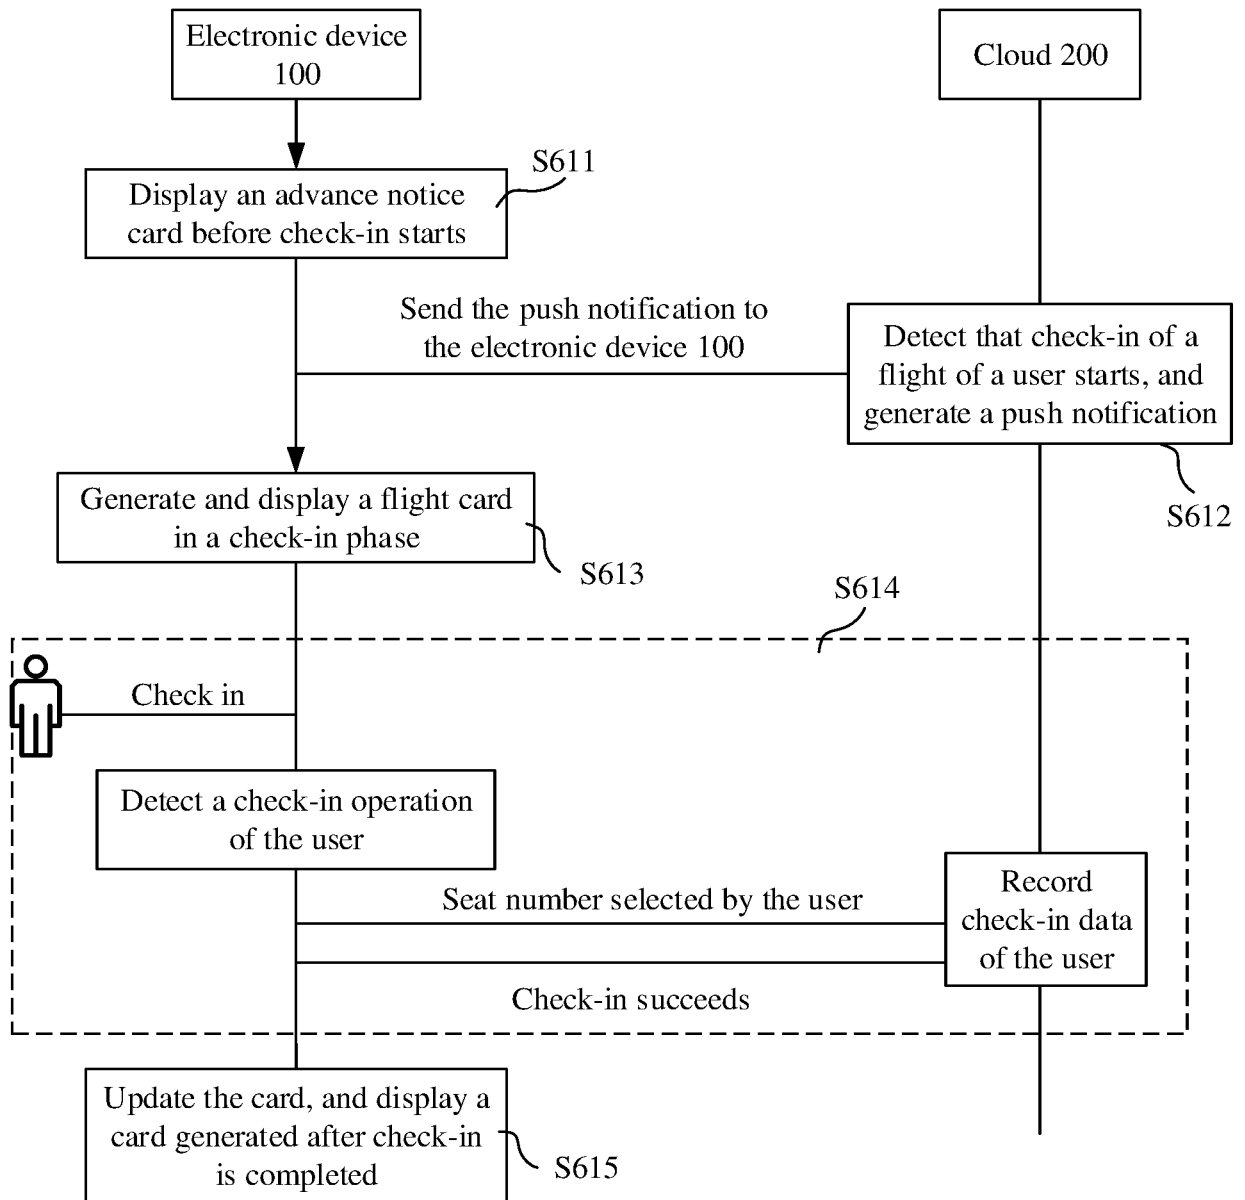 Electronic device
100
Cloud 200
S611
Display an advance notice
card before check-in starts
Send the push notification to
the electronic device 100
Detect that check-in of a
flight of a user starts, and
generate a push notification
S612
Generate and display a flight card
in a check-in phase
S613
S614
Check in
Detect a check-in operation
of the user
Seat number selected by the user
Record
check-in data
of the user
Check-in succeeds
Update the card, and display a
card generated after check-in
is completed
S615